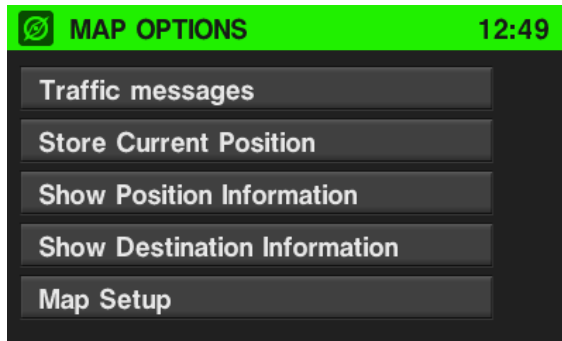 MAP OPTIONS 12:49
Traffic messages
Store Current Position
Show Position Information
Show Destination Information
Map Setup